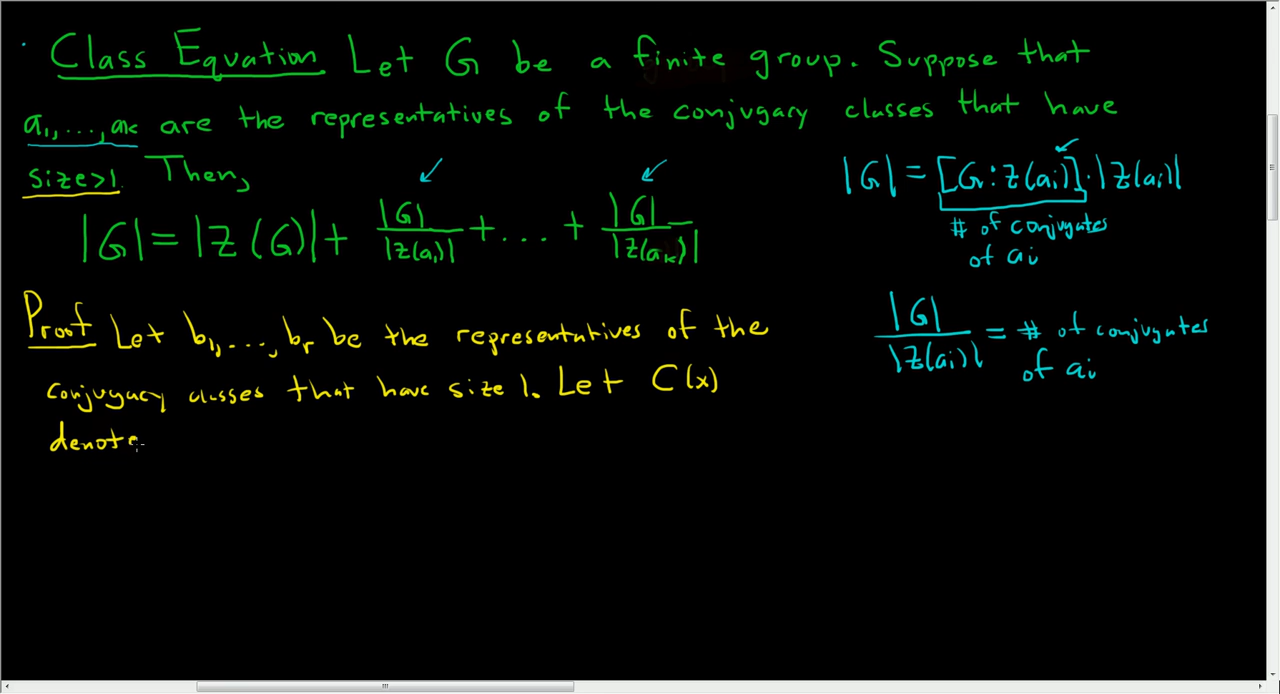 Class Equation Let G be a finite group. Suppose that
a₁,...,aₖ are the representatives of the conjugacy classes that have
size>1. Then,
|G| = |Z(G)| + |G|/|Z(a₁)| + ... + |G|/|Z(aₖ)|
|G| = [G:Z(aᵢ)]·|Z(aᵢ)|
# of conjugates
of aᵢ
|G|/|Z(aᵢ)| = # of conjugates
of aᵢ
Proof Let b₁,...,bᵣ be the representatives of the
conjugacy classes that have size 1. Let C(x)
denote